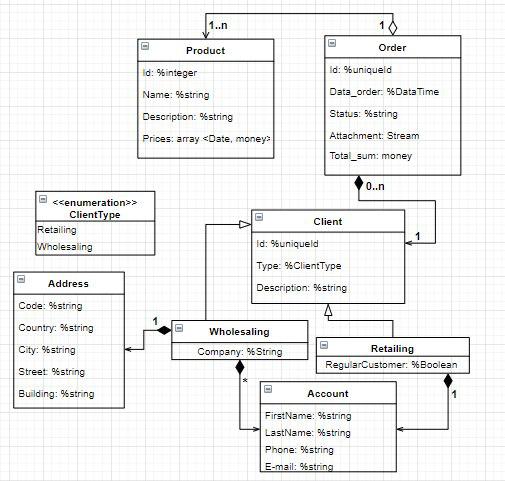 1..n
1
Product
Id: %integer
Name: %string
Description: %string
Prices: array <Date, money>
Order
Id: %uniqueId
Data_order: %DataTime
Status: %string
Attachment: Stream
Total_sum: money
0..n
1
<<enumeration>>
ClientType
Retailing
Wholesaling
Client
Id: %uniqueId
Type: %ClientType
Description: %string
Address
Code: %string
Country: %string
City: %string
Street: %string
Building: %string
1
Wholesaling
Company: %String
*
Retailing
RegularCustomer: %Boolean
1
Account
FirstName: %string
LastName: %string
Phone: %string
E-mail: %string